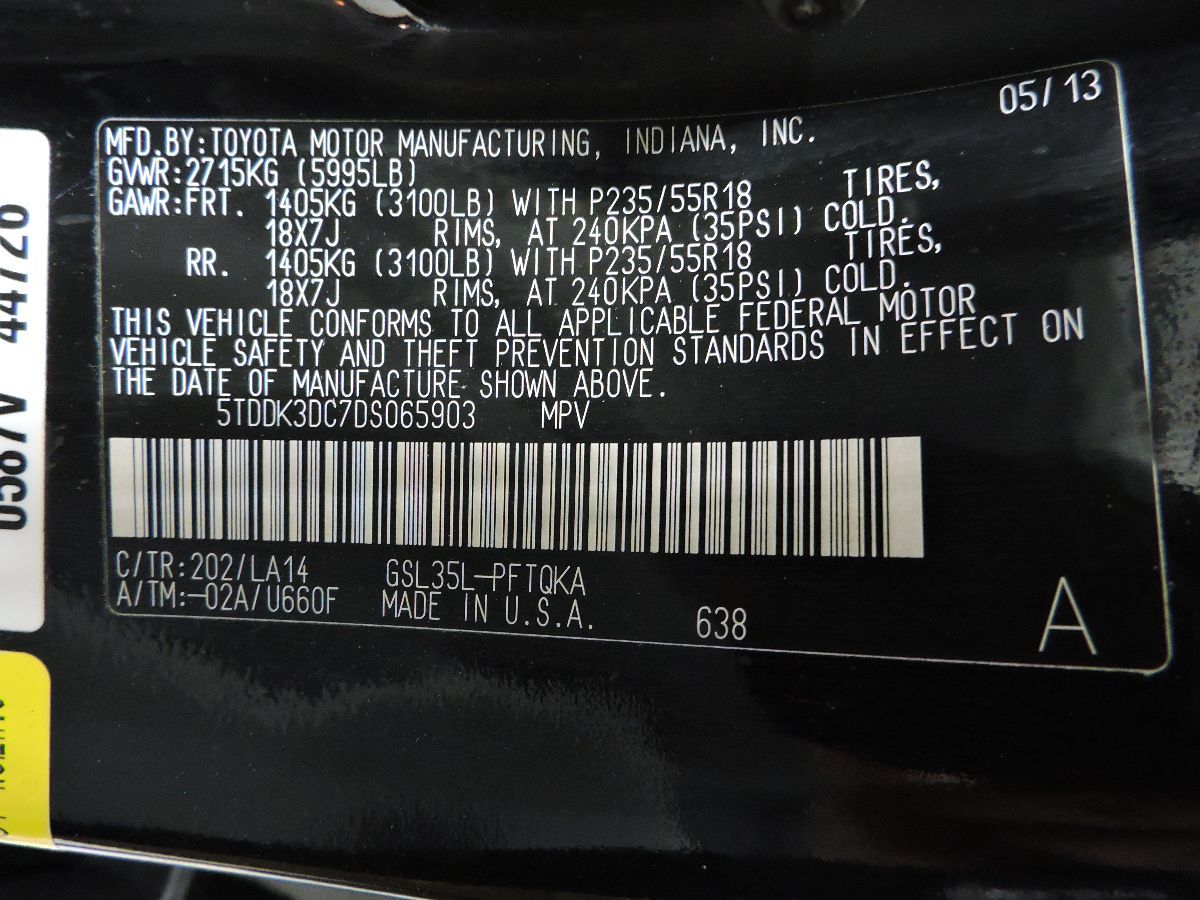 05/13
MFD.BY:TOYOTA MOTOR MANUFACTURING, INDIANA, INC.
GVWR:2715KG (5995LB)
GAWR:FRT. 1405KG (3100LB) WITH P235/55R18 TIRES,
18X7J RIMS, AT 240KPA (35PSI) COLD.
RR. 1405KG (3100LB) WITH P235/55R18 TIRES,
18X7J RIMS, AT 240KPA (35PSI) COLD.
THIS VEHICLE CONFORMS TO ALL APPLICABLE FEDERAL MOTOR
VEHICLE SAFETY AND THEFT PREVENTION STANDARDS IN EFFECT ON
THE DATE OF MANUFACTURE SHOWN ABOVE.
5TDDK3DC7DS065903 MPV
C/TR:202/LA14 GSL35L-PFTQKA
A/TM:-02A/U660F MADE IN U.S.A.
638
A